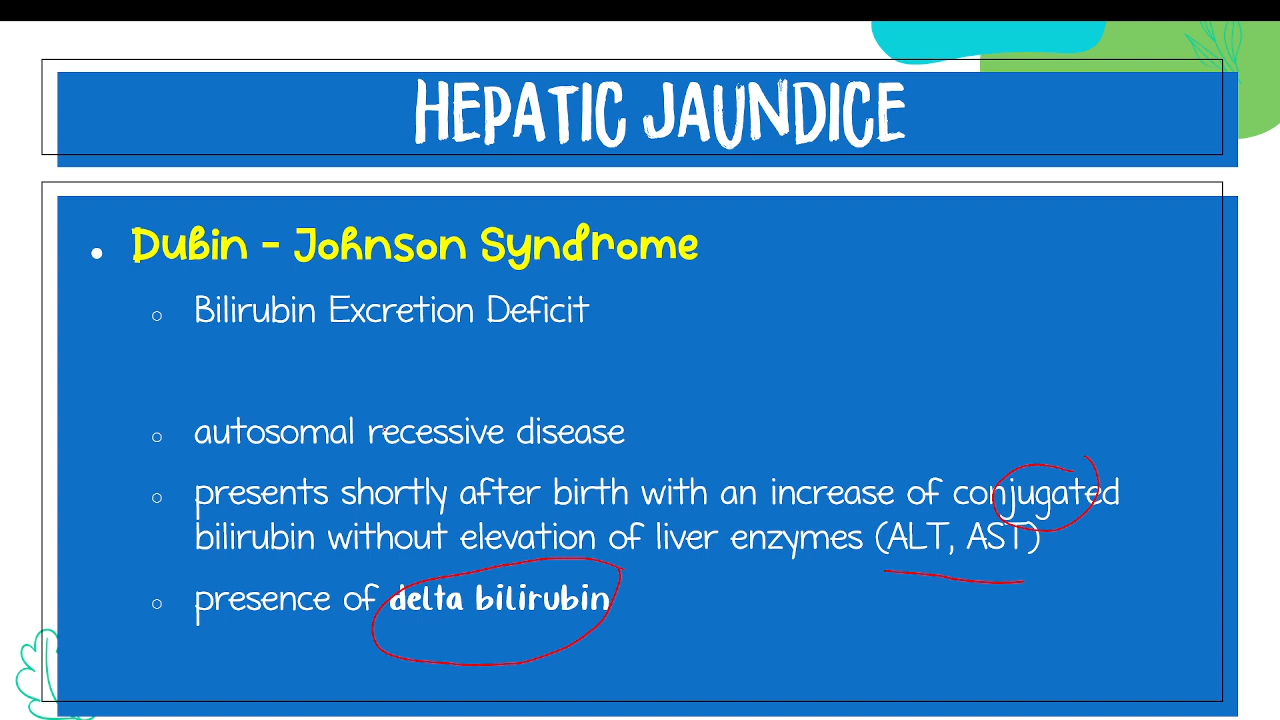 HEPATIC JAUNDICE
• Dubin - Johnson Syndrome
○ Bilirubin Excretion Deficit
○ autosomal recessive disease
○ presents shortly after birth with an increase of conjugated
bilirubin without elevation of liver enzymes (ALT, AST)
○ presence of delta bilirubin